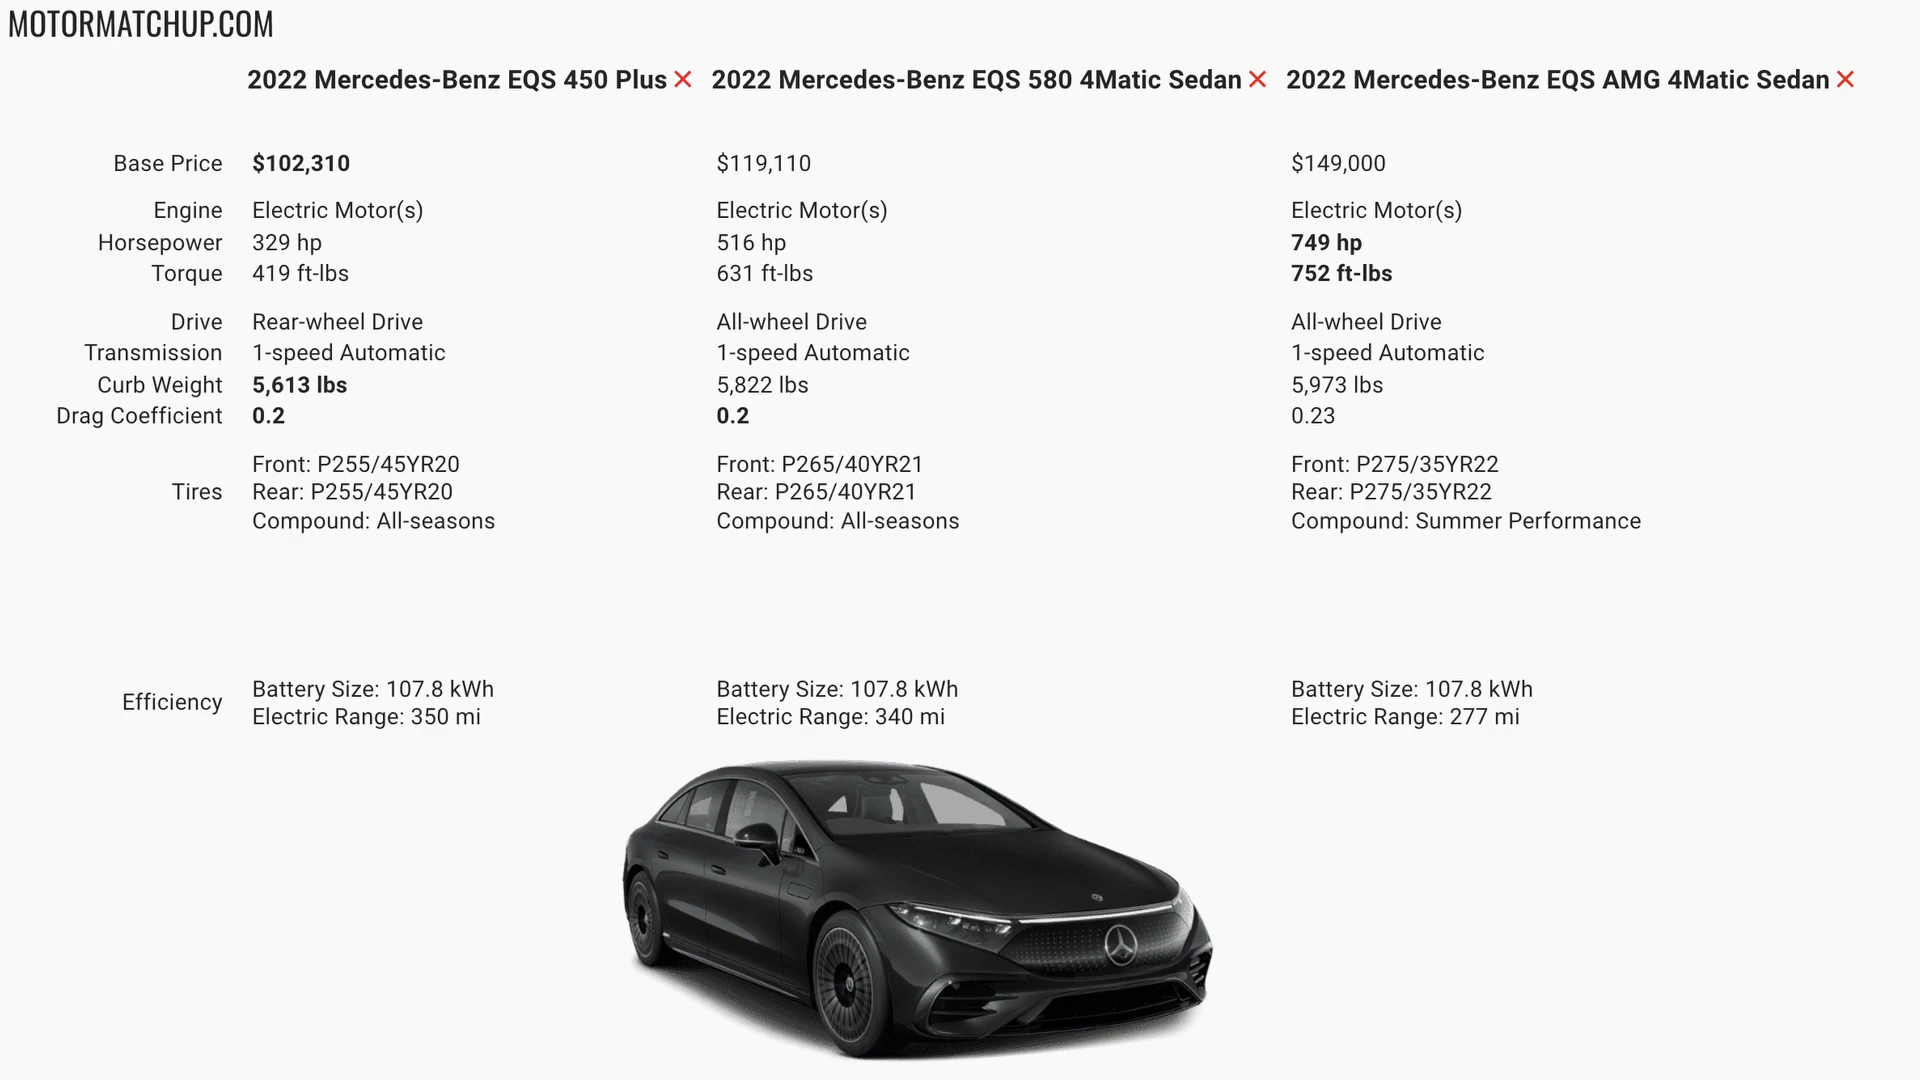 MOTORMATCHUP.COM
2022 Mercedes-Benz EQS 450 Plus ✕ 2022 Mercedes-Benz EQS 580 4Matic Sedan ✕ 2022 Mercedes-Benz EQS AMG 4Matic Sedan ✕
Base Price $102,310 $119,110 $149,000
Engine Electric Motor(s) Electric Motor(s) Electric Motor(s)
Horsepower 329 hp 516 hp 749 hp
Torque 419 ft-lbs 631 ft-lbs 752 ft-lbs
Drive Rear-wheel Drive All-wheel Drive All-wheel Drive
Transmission 1-speed Automatic 1-speed Automatic 1-speed Automatic
Curb Weight 5,613 lbs 5,822 lbs 5,973 lbs
Drag Coefficient 0.2 0.2 0.23
Front: P255/45YR20 Front: P265/40YR21 Front: P275/35YR22
Tires Rear: P255/45YR20 Rear: P265/40YR21 Rear: P275/35YR22
Compound: All-seasons Compound: All-seasons Compound: Summer Performance
Battery Size: 107.8 kWh Battery Size: 107.8 kWh Battery Size: 107.8 kWh
Efficiency
Electric Range: 350 mi Electric Range: 340 mi Electric Range: 277 mi